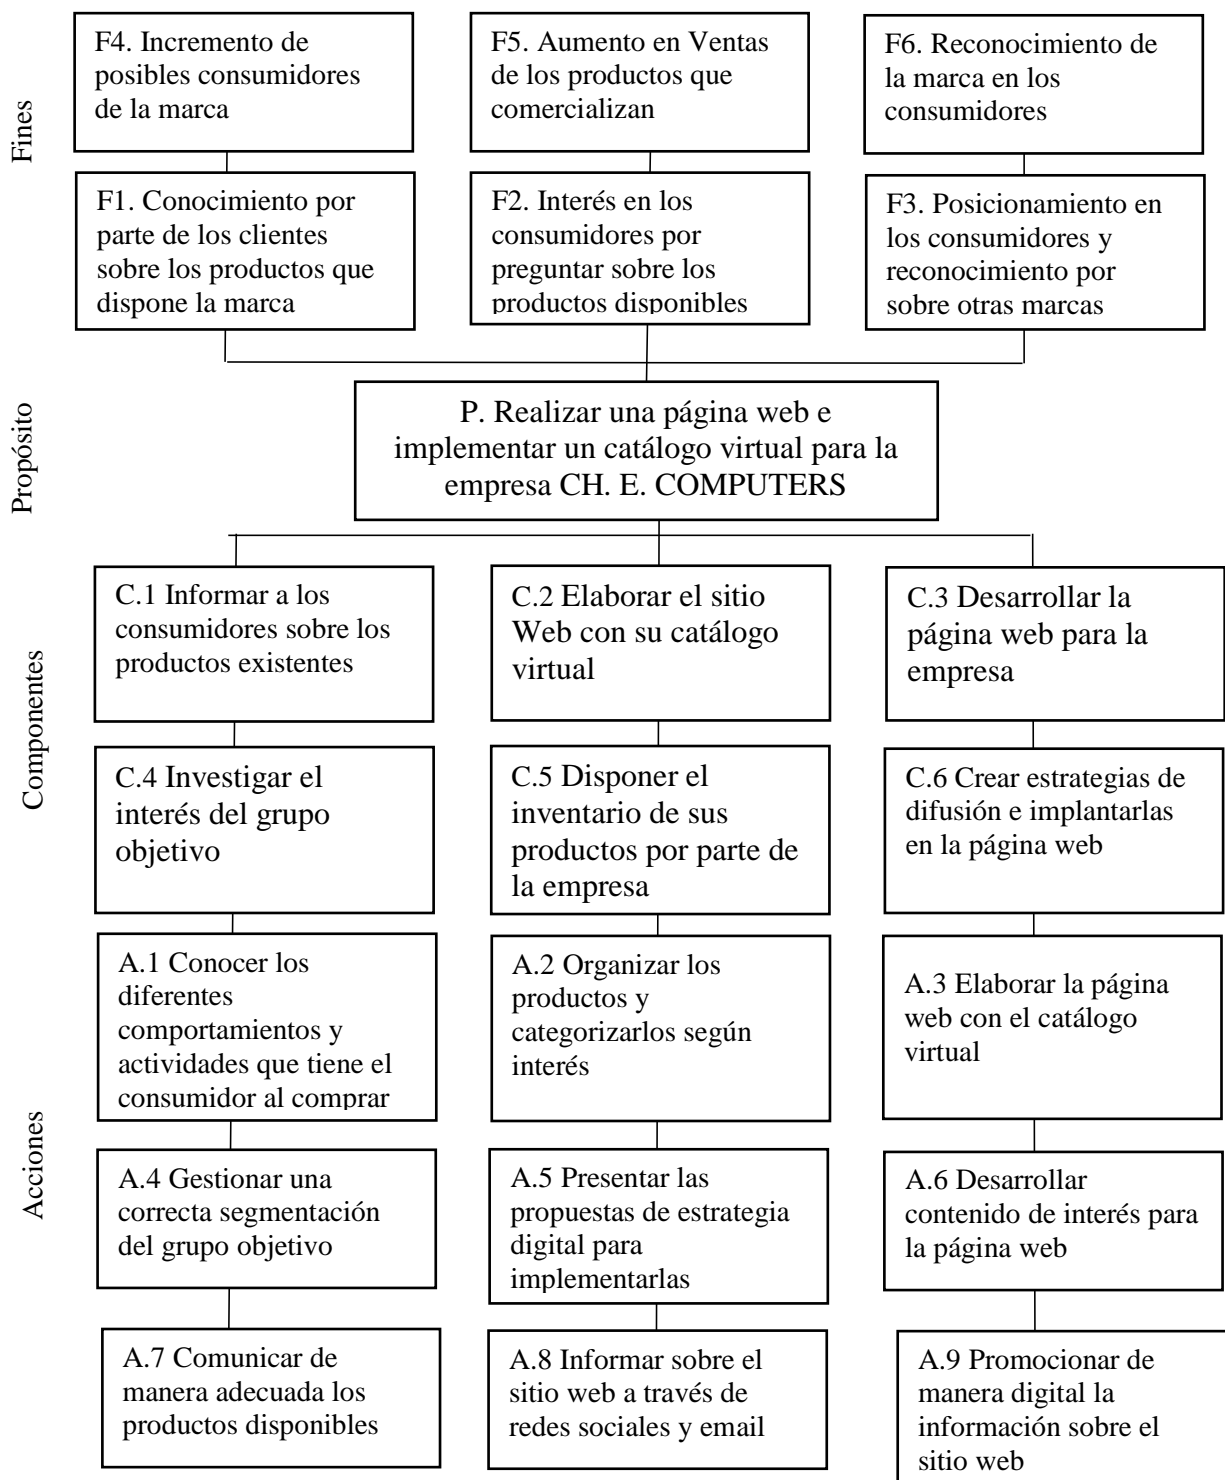 Fines
F4. Incremento de
posibles consumidores
de la marca
F5. Aumento en Ventas
de los productos que
comercializan
F6. Reconocimiento de
la marca en los
consumidores
F1. Conocimiento por
parte de los clientes
sobre los productos que
dispone la marca
F2. Interés en los
consumidores por
preguntar sobre los
productos disponibles
F3. Posicionamiento en
los consumidores y
reconocimiento por
sobre otras marcas
Propósito
P. Realizar una página web e
implementar un catálogo virtual para la
empresa CH. E. COMPUTERS
Componentes
C.1 Informar a los
consumidores sobre los
productos existentes
C.2 Elaborar el sitio
Web con su catálogo
virtual
C.3 Desarrollar la
página web para la
empresa
C.4 Investigar el
interés del grupo
objetivo
C.5 Disponer el
inventario de sus
productos por parte de
la empresa
C.6 Crear estrategias de
difusión e implantarlas
en la página web
Acciones
A.1 Conocer los
diferentes
comportamientos y
actividades que tiene el
consumidor al comprar
A.2 Organizar los
productos y
categorizarlos según
interés
A.3 Elaborar la página
web con el catálogo
virtual
A.4 Gestionar una
correcta segmentación
del grupo objetivo
A.5 Presentar las
propuestas de estrategia
digital para
implementarlas
A.6 Desarrollar
contenido de interés para
la página web
A.7 Comunicar de
manera adecuada los
productos disponibles
A.8 Informar sobre el
sitio web a través de
redes sociales y email
A.9 Promocionar de
manera digital la
información sobre el
sitio web